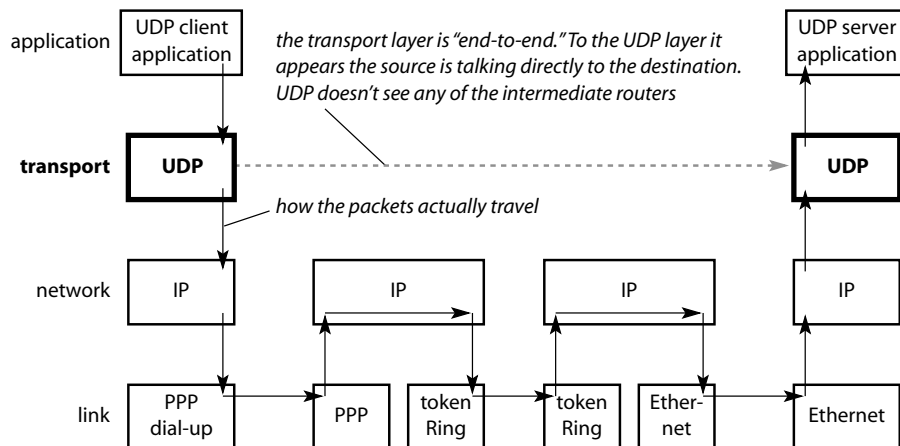 application
UDP client
application
the transport layer is “end-to-end.” To the UDP layer it
appears the source is talking directly to the destination.
UDP doesn’t see any of the intermediate routers
UDP server
application
transport
UDP
UDP
how the packets actually travel
network
IP
IP
IP
IP
link
PPP
dial-up
PPP
token
Ring
token
Ring
Ether-
net
Ethernet